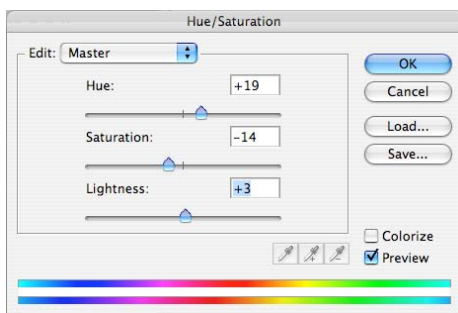 Hue/Saturation
Edit: Master
OK
Hue: +19
Cancel
Load...
Saturation: -14
Save...
Lightness: +3
Colorize
Preview